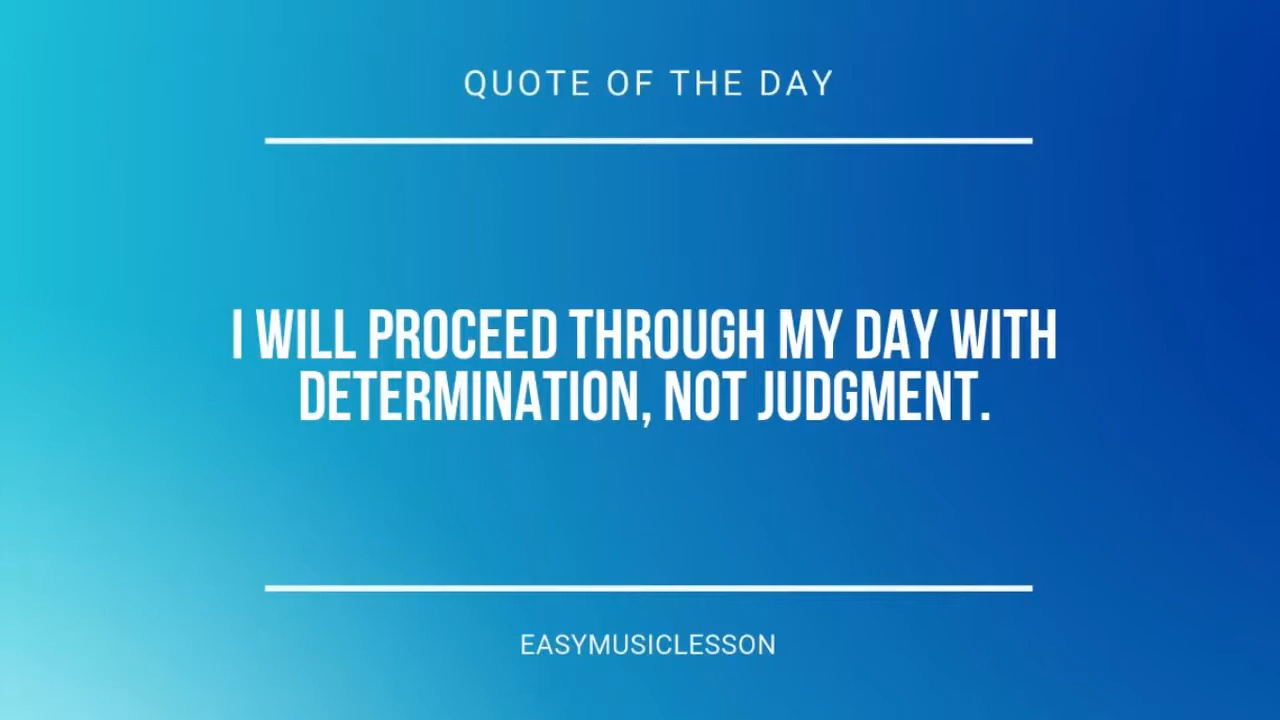 QUOTE OF THE DAY
I WILL PROCEED THROUGH MY DAY WITH
DETERMINATION, NOT JUDGMENT.
EASYMUSICLESSON